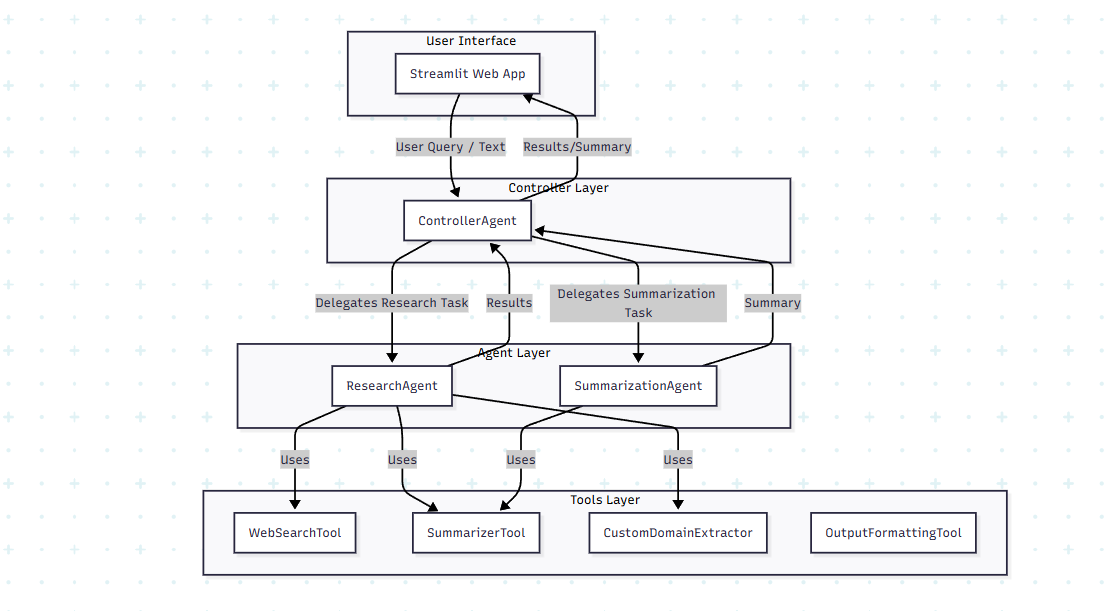 User Interface
Streamlit Web App
User Query / Text
Results/Summary
Controller Layer
ControllerAgent
Delegates Research Task
Results
Delegates Summarization
Task
Summary
Agent Layer
ResearchAgent
SummarizationAgent
Uses
Uses
Uses
Uses
Tools Layer
WebSearchTool
SummarizerTool
CustomDomainExtractor
OutputFormattingTool